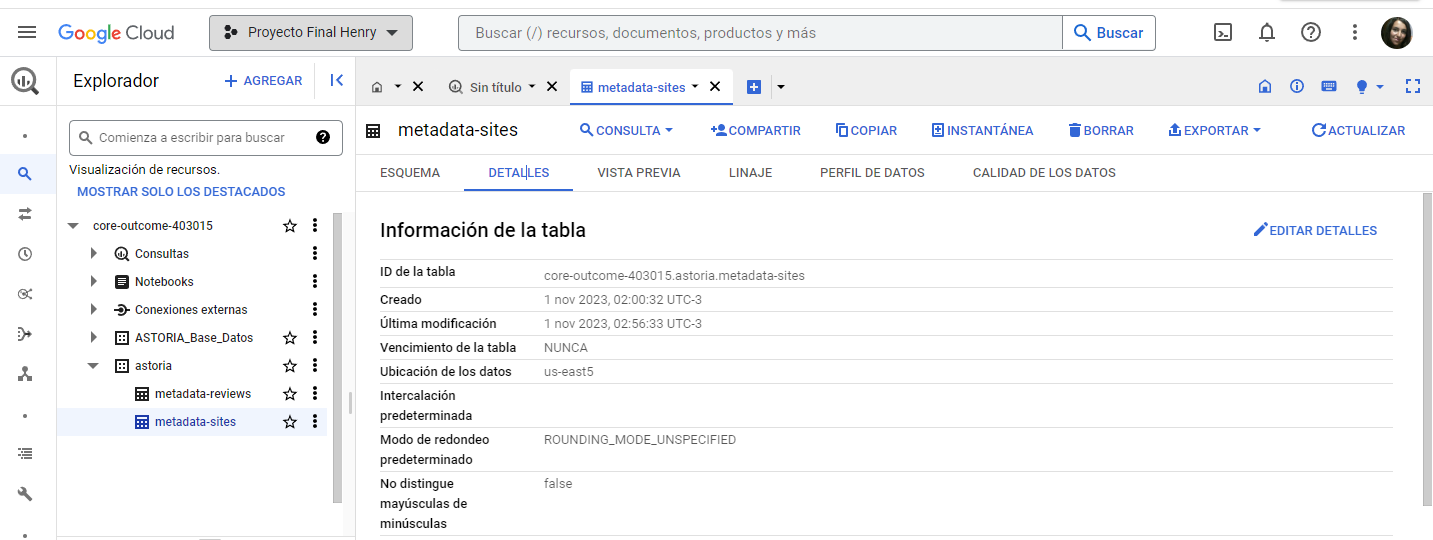 Google Cloud
Proyecto Final Henry
Buscar (/) recursos, documentos, productos y más
Buscar
Explorador
+ AGREGAR
Sin título
metadata-sites
Comienza a escribir para buscar
Visualización de recursos.
MOSTRAR SOLO LOS DESTACADOS
core-outcome-403015
Consultas
Notebooks
Conexiones externas
ASTORIA_Base_Datos
astoria
metadata-reviews
metadata-sites
metadata-sites
CONSULTA
COMPARTIR
COPIAR
INSTANTÁNEA
BORRAR
EXPORTAR
ACTUALIZAR
ESQUEMA
DETALLES
VISTA PREVIA
LINAJE
PERFIL DE DATOS
CALIDAD DE LOS DATOS
Información de la tabla
EDITAR DETALLES
ID de la tabla
core-outcome-403015.astoria.metadata-sites
Creado
1 nov 2023, 02:00:32 UTC-3
Última modificación
1 nov 2023, 02:56:33 UTC-3
Vencimiento de la tabla
NUNCA
Ubicación de los datos
us-east5
Intercalación
predeterminada
Modo de redondeo
predeterminado
ROUNDING_MODE_UNSPECIFIED
No distingue
mayúsculas de
minúsculas
false